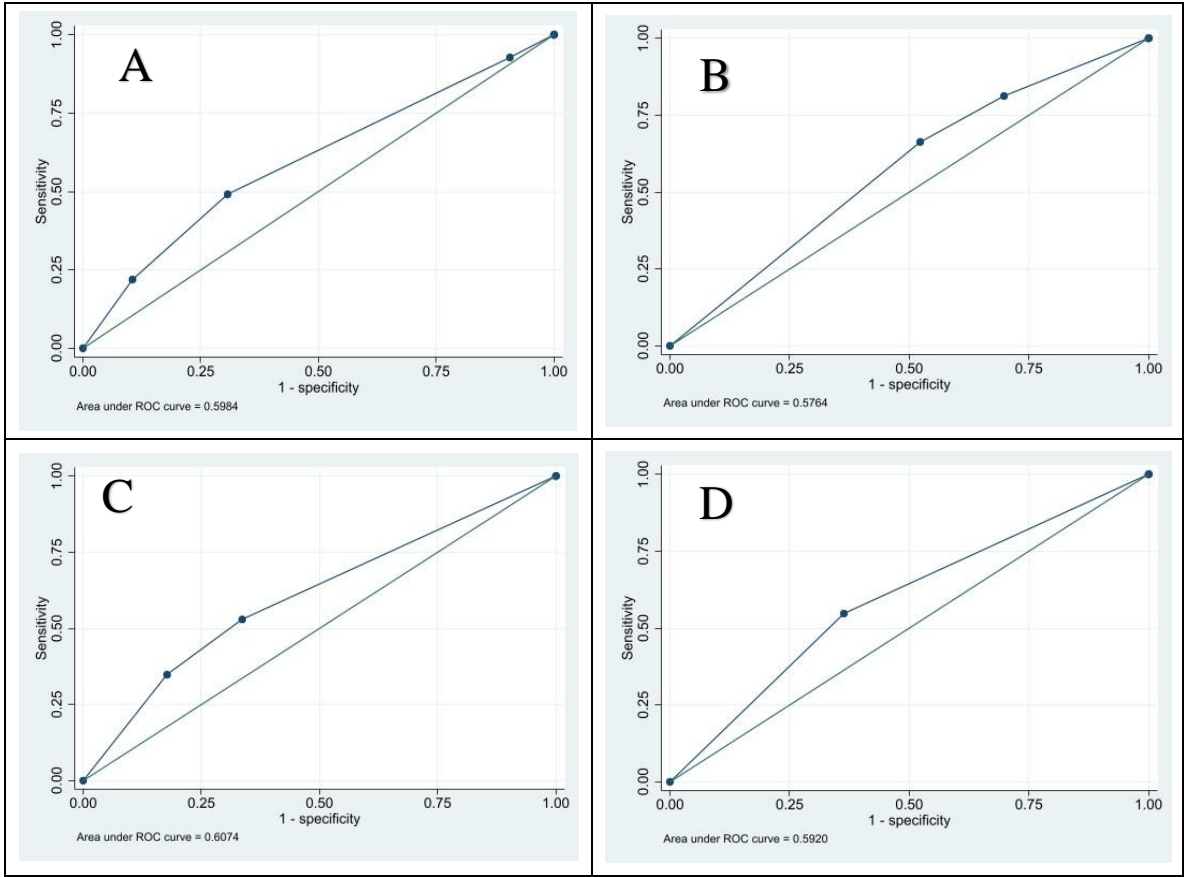 A
1.00
0.75
0.50
0.25
0.00
Sensitivity
0.00 0.25 0.50 0.75 1.00
1 - specificity
Area under ROC curve = 0.5984
B
1.00
0.75
0.50
0.25
0.00
Sensitivity
0.00 0.25 0.50 0.75 1.00
1 - specificity
Area under ROC curve = 0.5764
C
1.00
0.75
0.50
0.25
0.00
Sensitivity
0.00 0.25 0.50 0.75 1.00
1 - specificity
Area under ROC curve = 0.6074
D
1.00
0.75
0.50
0.25
0.00
Sensitivity
0.00 0.25 0.50 0.75 1.00
1 - specificity
Area under ROC curve = 0.5920